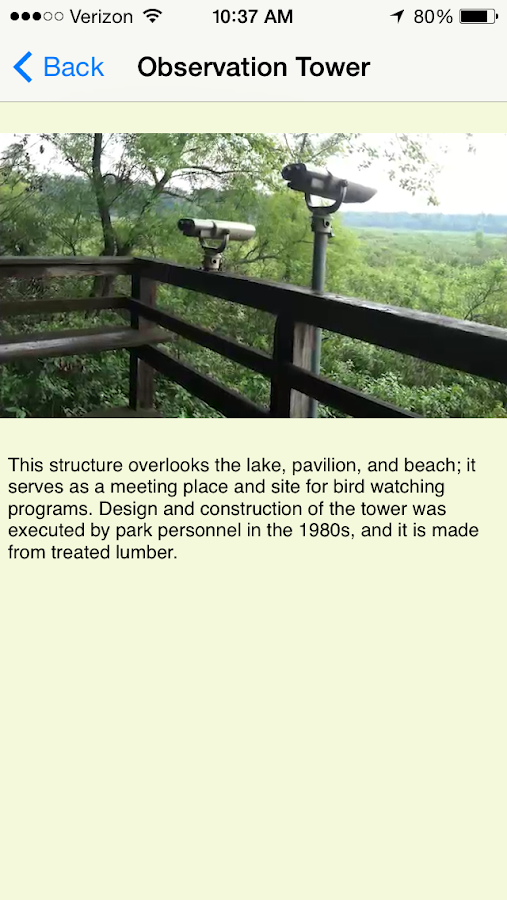 Verizon 10:37 AM 80%
Back Observation Tower
This structure overlooks the lake, pavilion, and beach; it
serves as a meeting place and site for bird watching
programs. Design and construction of the tower was
executed by park personnel in the 1980s, and it is made
from treated lumber.